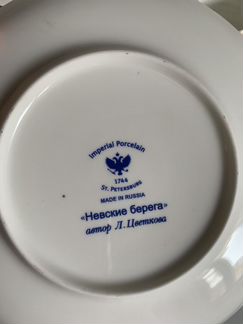 Imperial Porcelain
1744
ST. PETERSBURG
MADE IN RUSSIA
«Невские берега»
автор Л.Цветкова